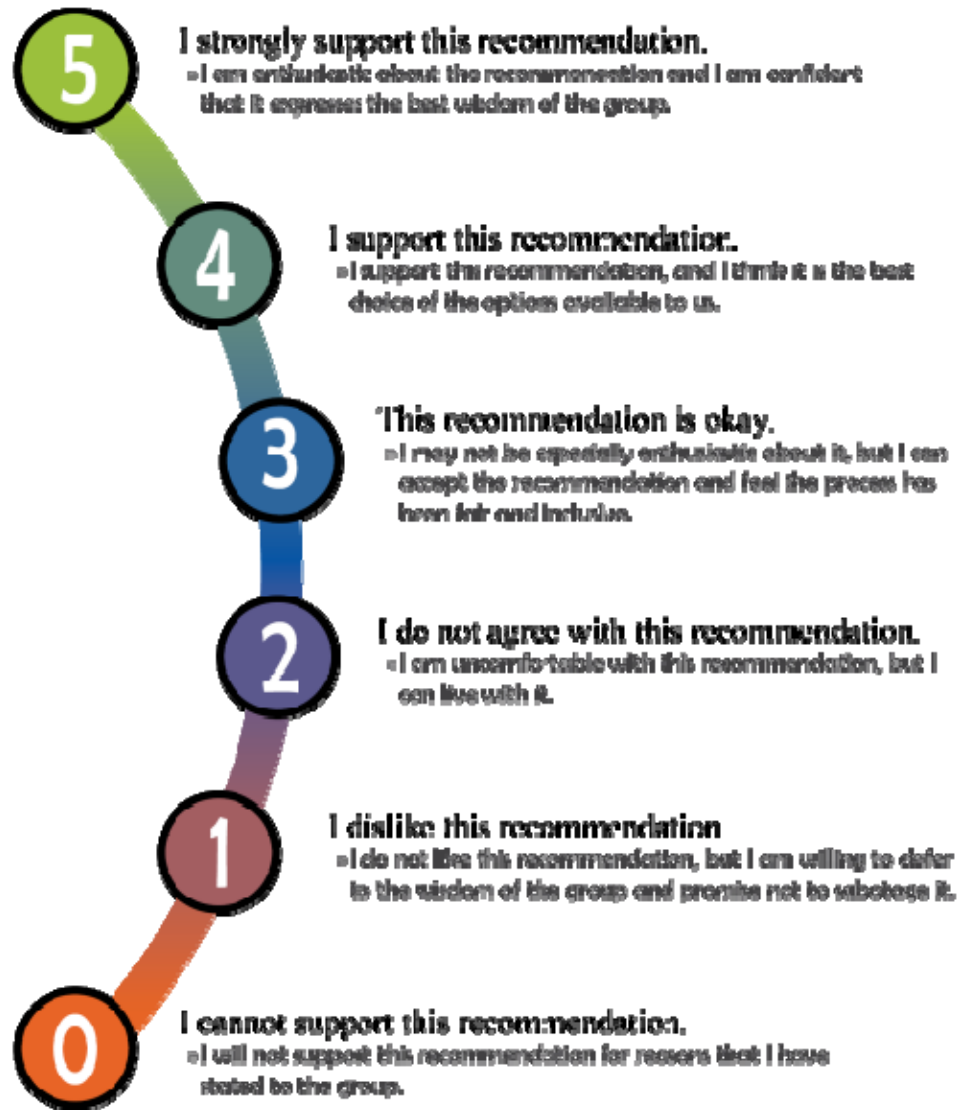 5
I strongly support this recommendation.
» I am enthusiastic about the recommendation and I am confident
that it expresses the best wisdom of the group.
4
I support this recommendation.
» I support this recommendation, and I think it is the best
choice of the options available to us.
3
This recommendation is okay.
» I may not be especially enthusiastic about it, but I can
accept the recommendation and feel the process has
been fair and inclusive.
2
I do not agree with this recommendation.
» I am uncomfortable with this recommendation, but I
can live with it.
1
I dislike this recommendation
» I do not like this recommendation, but I am willing to defer
to the wisdom of the group and promise not to sabotage it.
0
I cannot support this recommendation.
» I will not support this recommendation for reasons that I have
stated to the group.